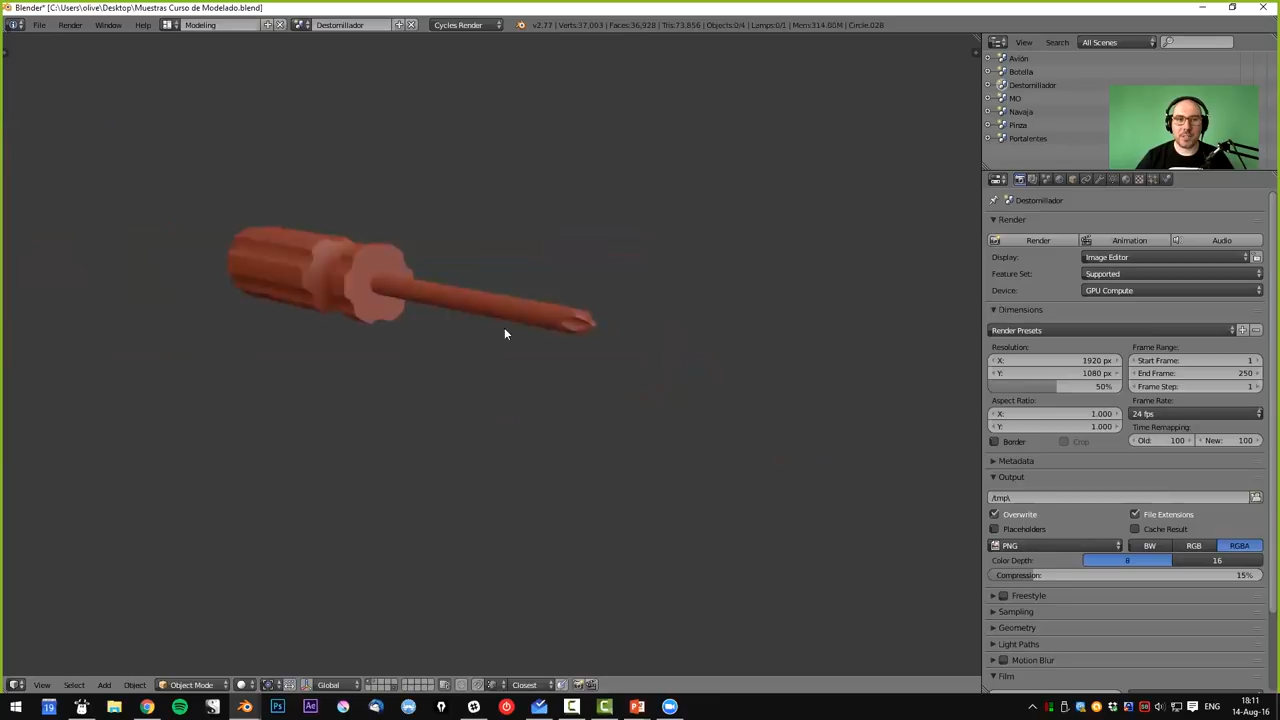 Blender* [C:\Users\olive\Desktop\Muestras Curso de Modelado.blend]
File Render Window Help Modeling Destornillador Cycles Render v2.77 | Verts:37,003 | Faces:36,928 | Tris:73,856 | Objects:0/4 | Lamps:0/1 | Mem:314.00M | Circle.028
View Search All Scenes
Avión
Botella
Destornillador
MO
Navaja
Pinza
Portalentes
Destornillador
Render
Render Animation Audio
Display: Image Editor
Feature Set: Supported
Device: GPU Compute
Dimensions
Render Presets
Resolution: Frame Range:
X: 1920 px Start Frame: 1
Y: 1080 px End Frame: 250
50% Frame Step: 1
Aspect Ratio: Frame Rate:
X: 1.000 24 fps
Y: 1.000 Time Remapping:
Border Crop Old: 100 New: 100
Metadata
Output
/tmp\
Overwrite File Extensions
Placeholders Cache Result
PNG BW RGB RGBA
Color Depth: 8 16
Compression: 15%
Freestyle
Sampling
Geometry
Light Paths
Motion Blur
Film
View Select Add Object Object Mode Global Closest
19 Ps Ae ENG 18:11
14-Aug-16